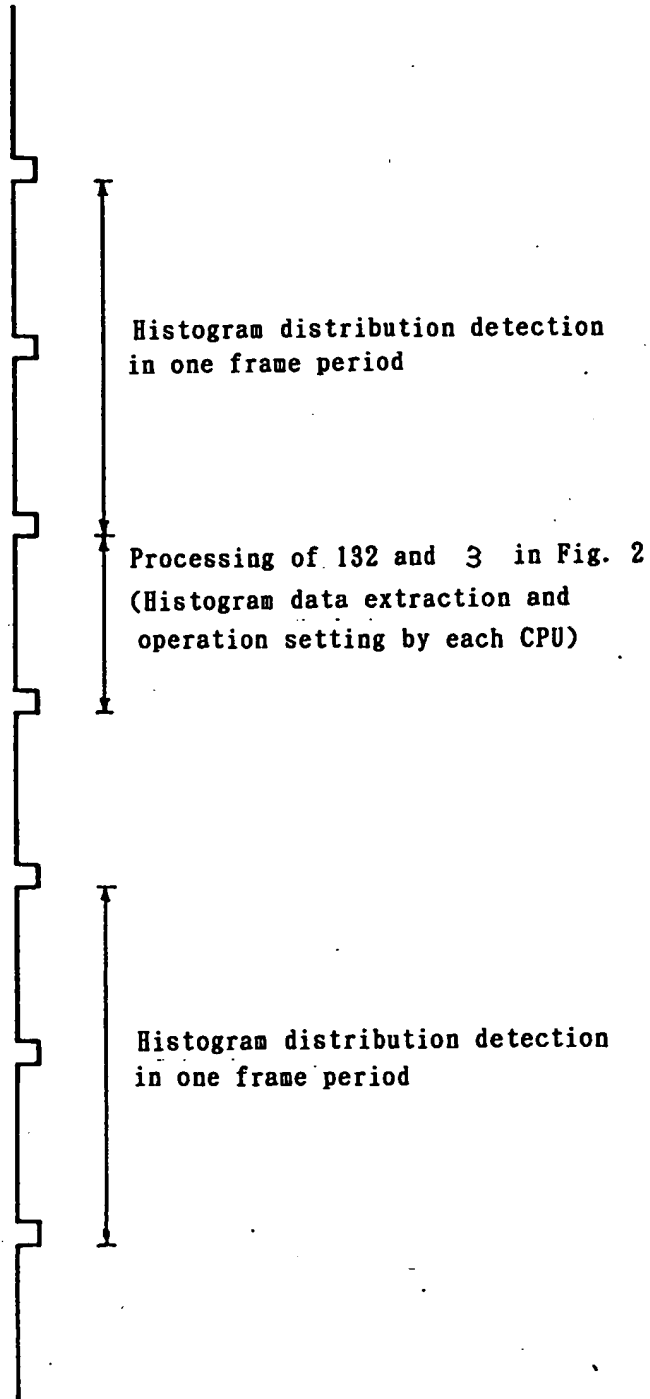 Histogram distribution detection
in one frame period
Processing of 132 and 3 in Fig. 2
(Histogram data extraction and
operation setting by each CPU)
Histogram distribution detection
in one frame period